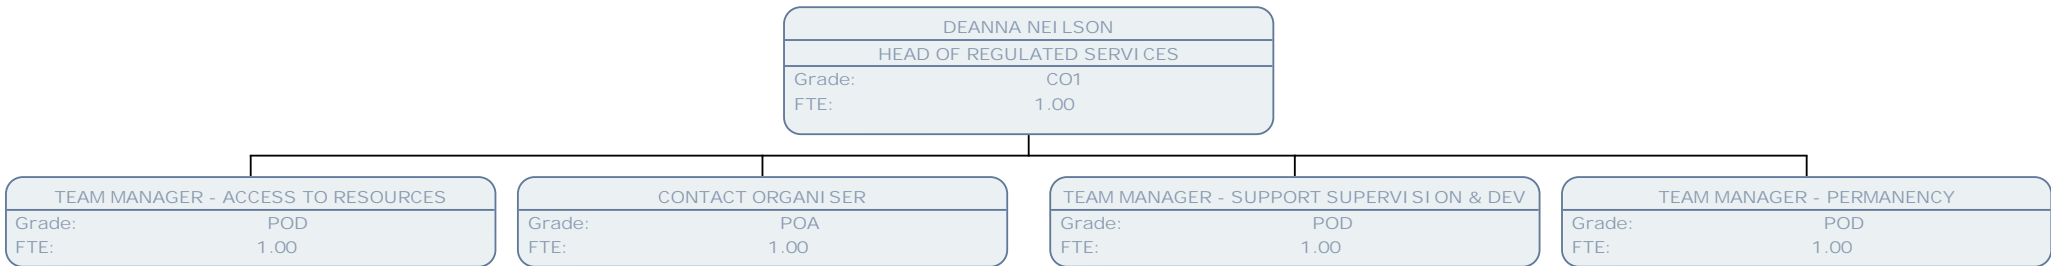 DEANNA NEILSON
HEAD OF REGULATED SERVICES
Grade: CO1
FTE: 1.00
TEAM MANAGER - ACCESS TO RESOURCES
Grade: POD
FTE: 1.00
CONTACT ORGANISER
Grade: POA
FTE: 1.00
TEAM MANAGER - SUPPORT SUPERVISION & DEV
Grade: POD
FTE: 1.00
TEAM MANAGER - PERMANENCY
Grade: POD
FTE: 1.00